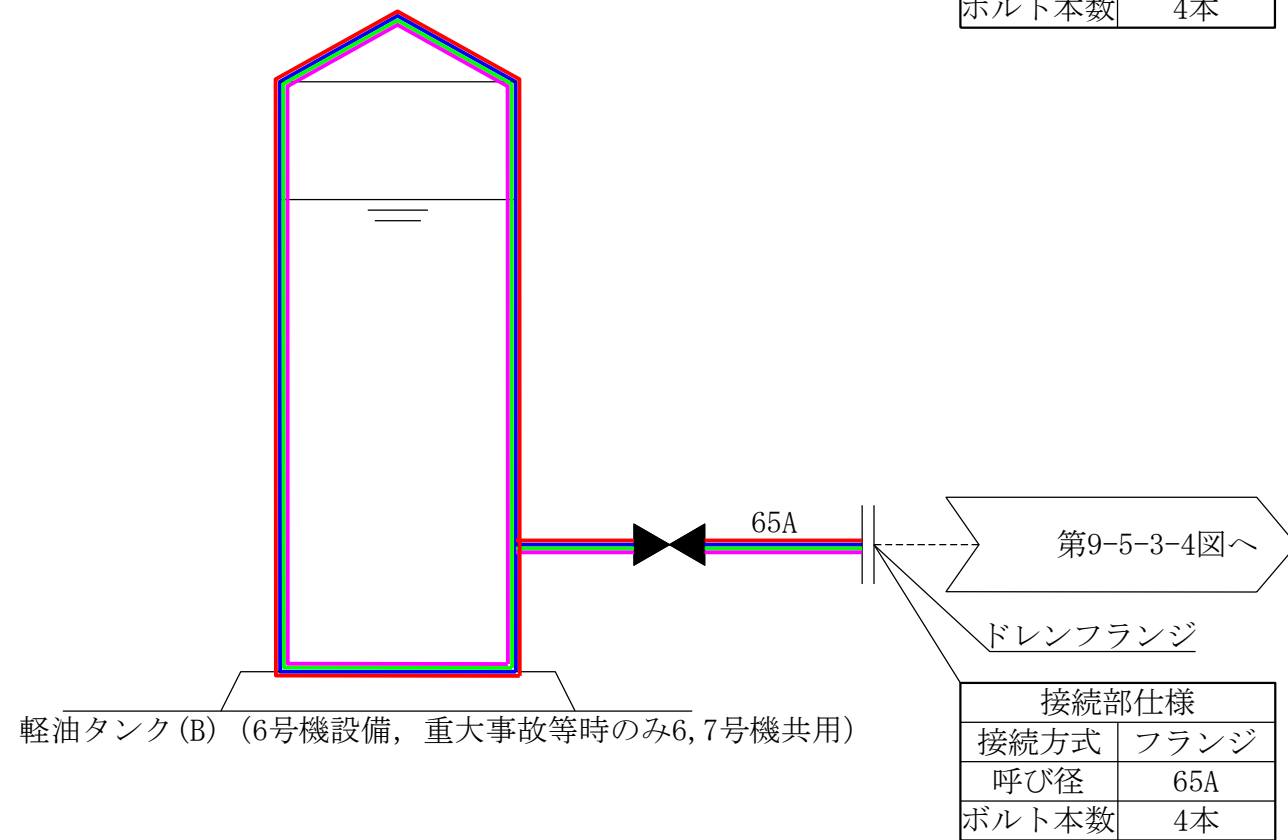 ボルト本数 4本
65A
第9-5-3-4図へ
ドレンフランジ
接続部仕様
軽油タンク(B) (6号機設備, 重大事故等時のみ6,7号機共用)
接続方式 フランジ
呼び径 65A
ボルト本数 4本